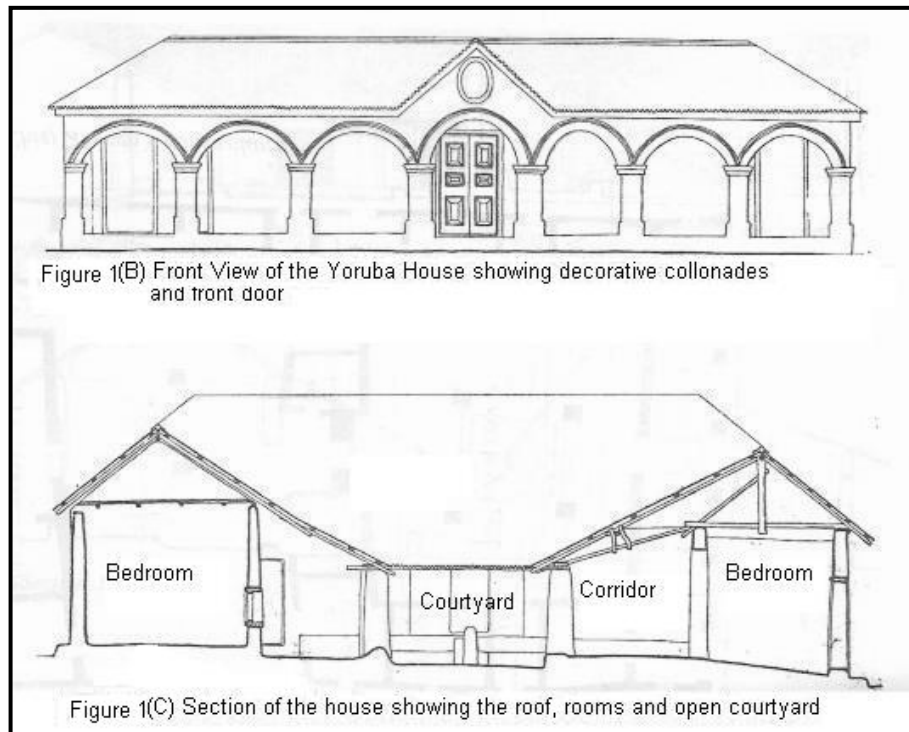 Figure 1(B) Front View of the Yoruba House showing decorative collonades
and front door
Bedroom
Courtyard
Corridor
Bedroom
Figure 1(C) Section of the house showing the roof, rooms and open courtyard